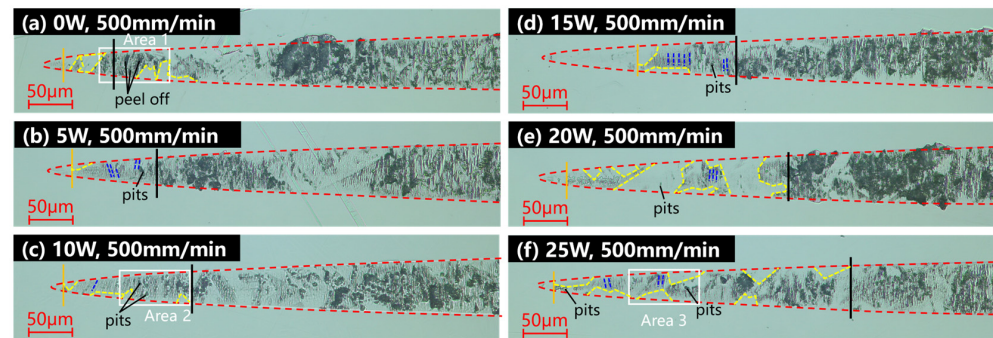 (a) 0W, 500mm/min
Area 1
peel off
50μm
(b) 5W, 500mm/min
pits
50μm
(c) 10W, 500mm/min
pits
Area 2
50μm
(d) 15W, 500mm/min
pits
50μm
(e) 20W, 500mm/min
pits
50μm
(f) 25W, 500mm/min
pits
Area 3
pits
50μm